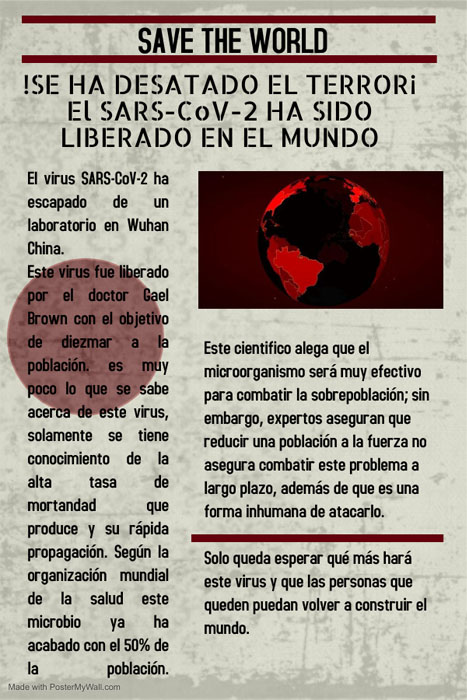 SAVE THE WORLD
!SE HA DESATADO EL TERROR¡
El SARS-CoV-2 HA SIDO
LIBERADO EN EL MUNDO
El virus SARS-CoV-2 ha
escapado de un
laboratorio en Wuhan
China.
Este virus fue liberado
por el doctor Gael
Brown con el objetivo
de diezmar a la
población. es muy
poco lo que se sabe
acerca de este virus,
solamente se tiene
conocimiento de la
alta tasa de
mortandad que
produce y su rápida
propagación. Según la
organización mundial
de la salud este
microbio ya ha
acabado con el 50% de
la población.
Este cientifico alega que el
microorganismo será muy efectivo
para combatir la sobrepoblación; sin
embargo, expertos aseguran que
reducir una población a la fuerza no
asegura combatir este problema a
largo plazo, además de que es una
forma inhumana de atacarlo.
Solo queda esperar qué más hará
este virus y que las personas que
queden puedan volver a construir el
mundo.
Made with PosterMyWall.com